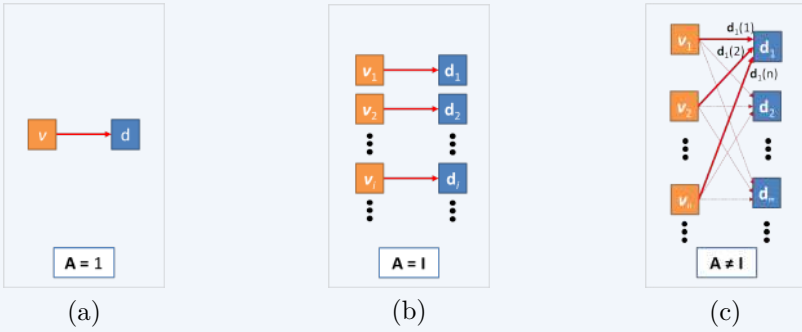 v d
A = 1
(a)
v₁ d₁
v₂ d₂
vᵢ dᵢ
A = I
(b)
d₁(1)
v₁ d₁
d₁(2)
d₁(n)
v₂ d₂
vₙ dₘ
A ≠ I
(c)